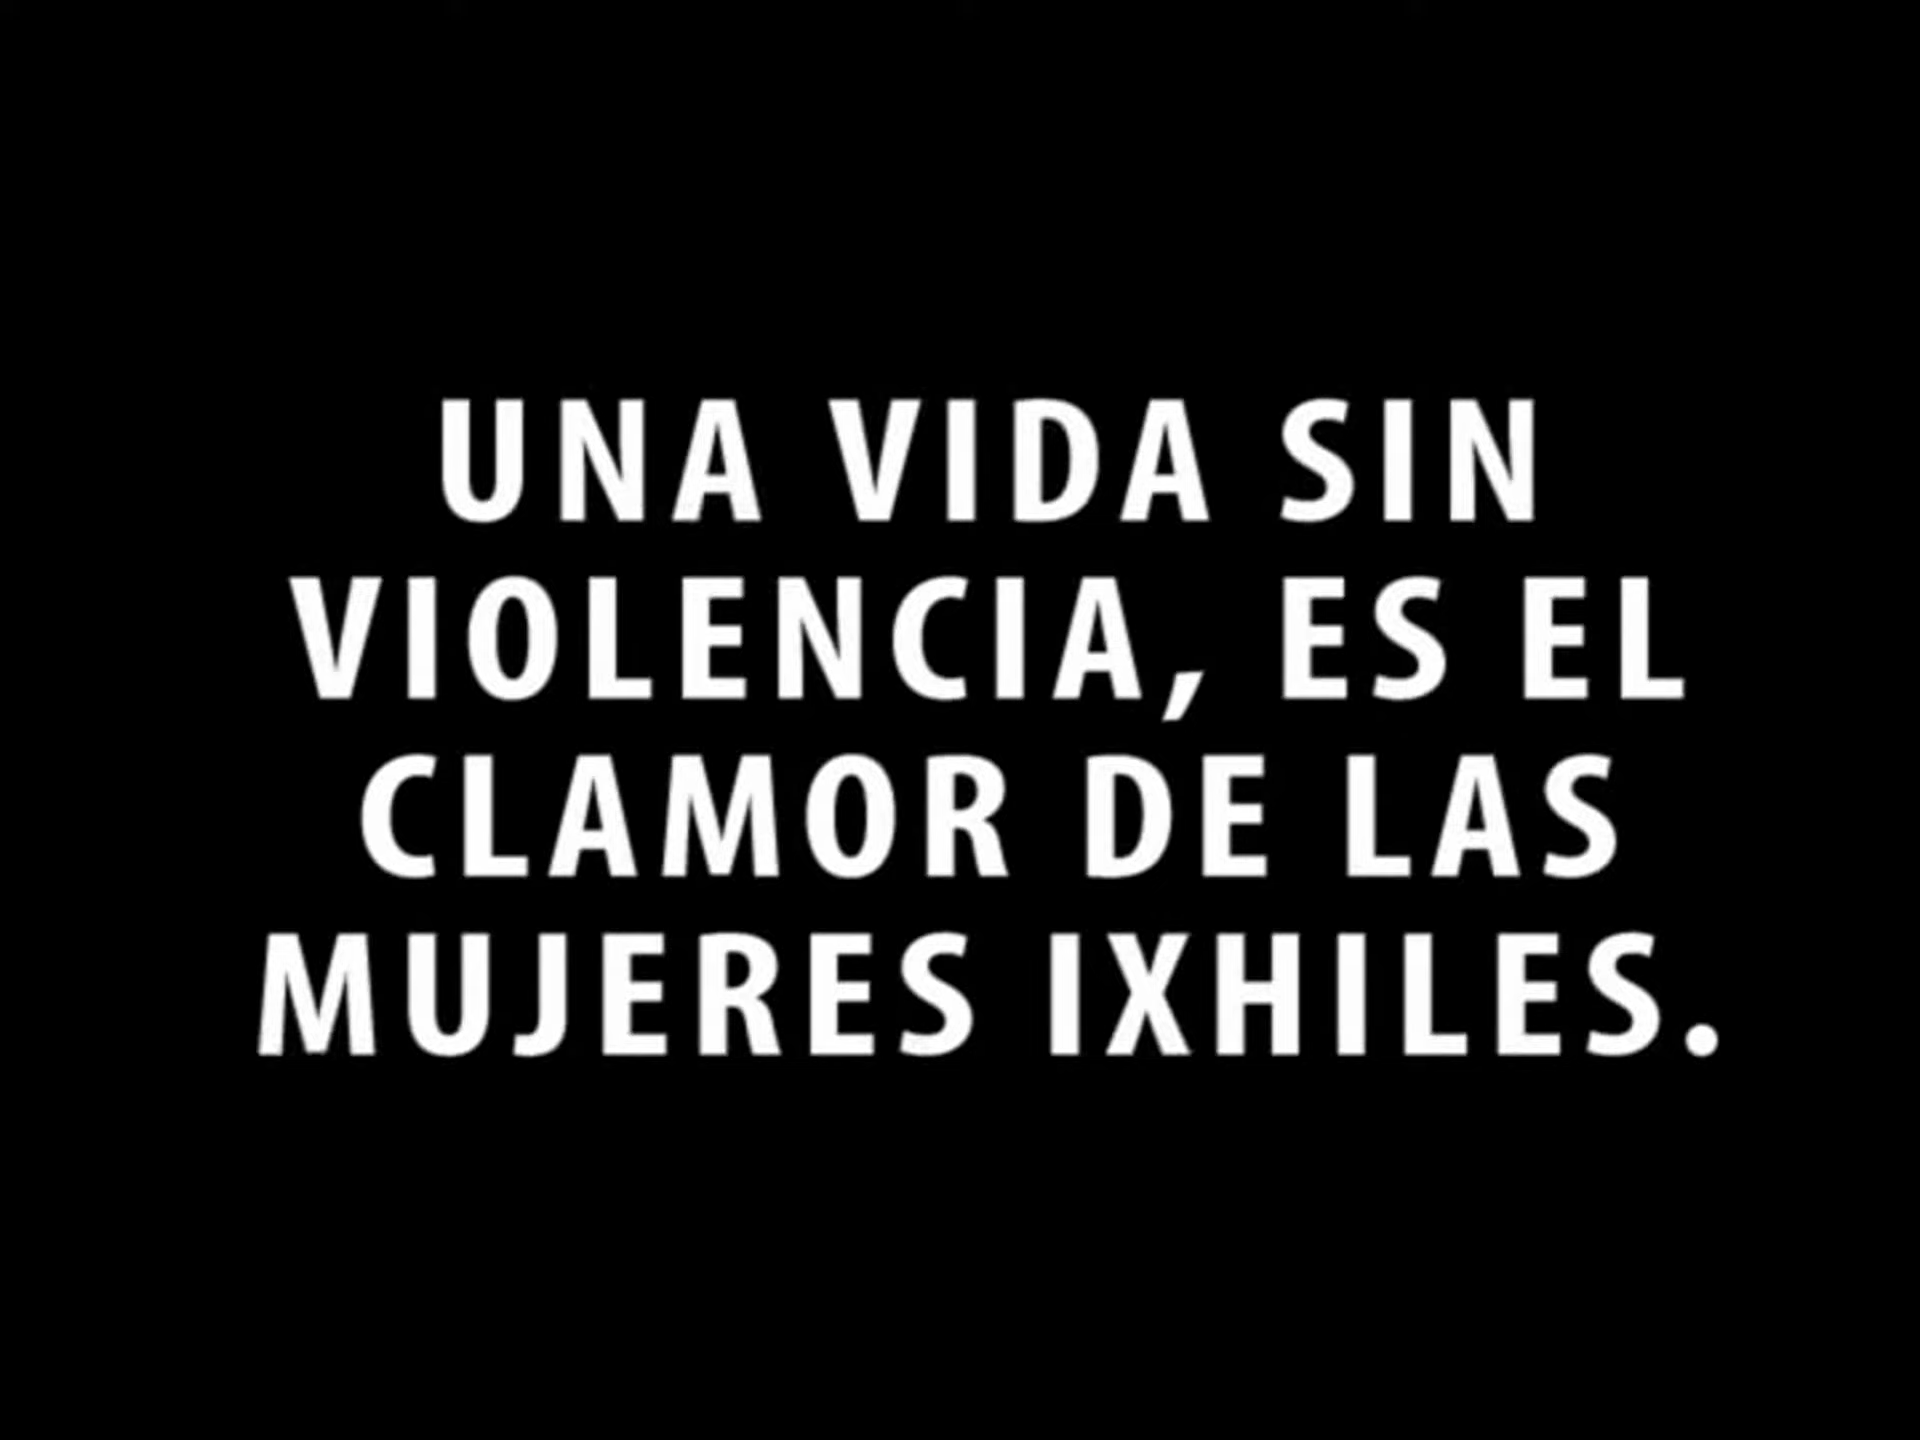 UNA VIDA SIN
VIOLENCIA, ES EL
CLAMOR DE LAS
MUJERES IXHILES.